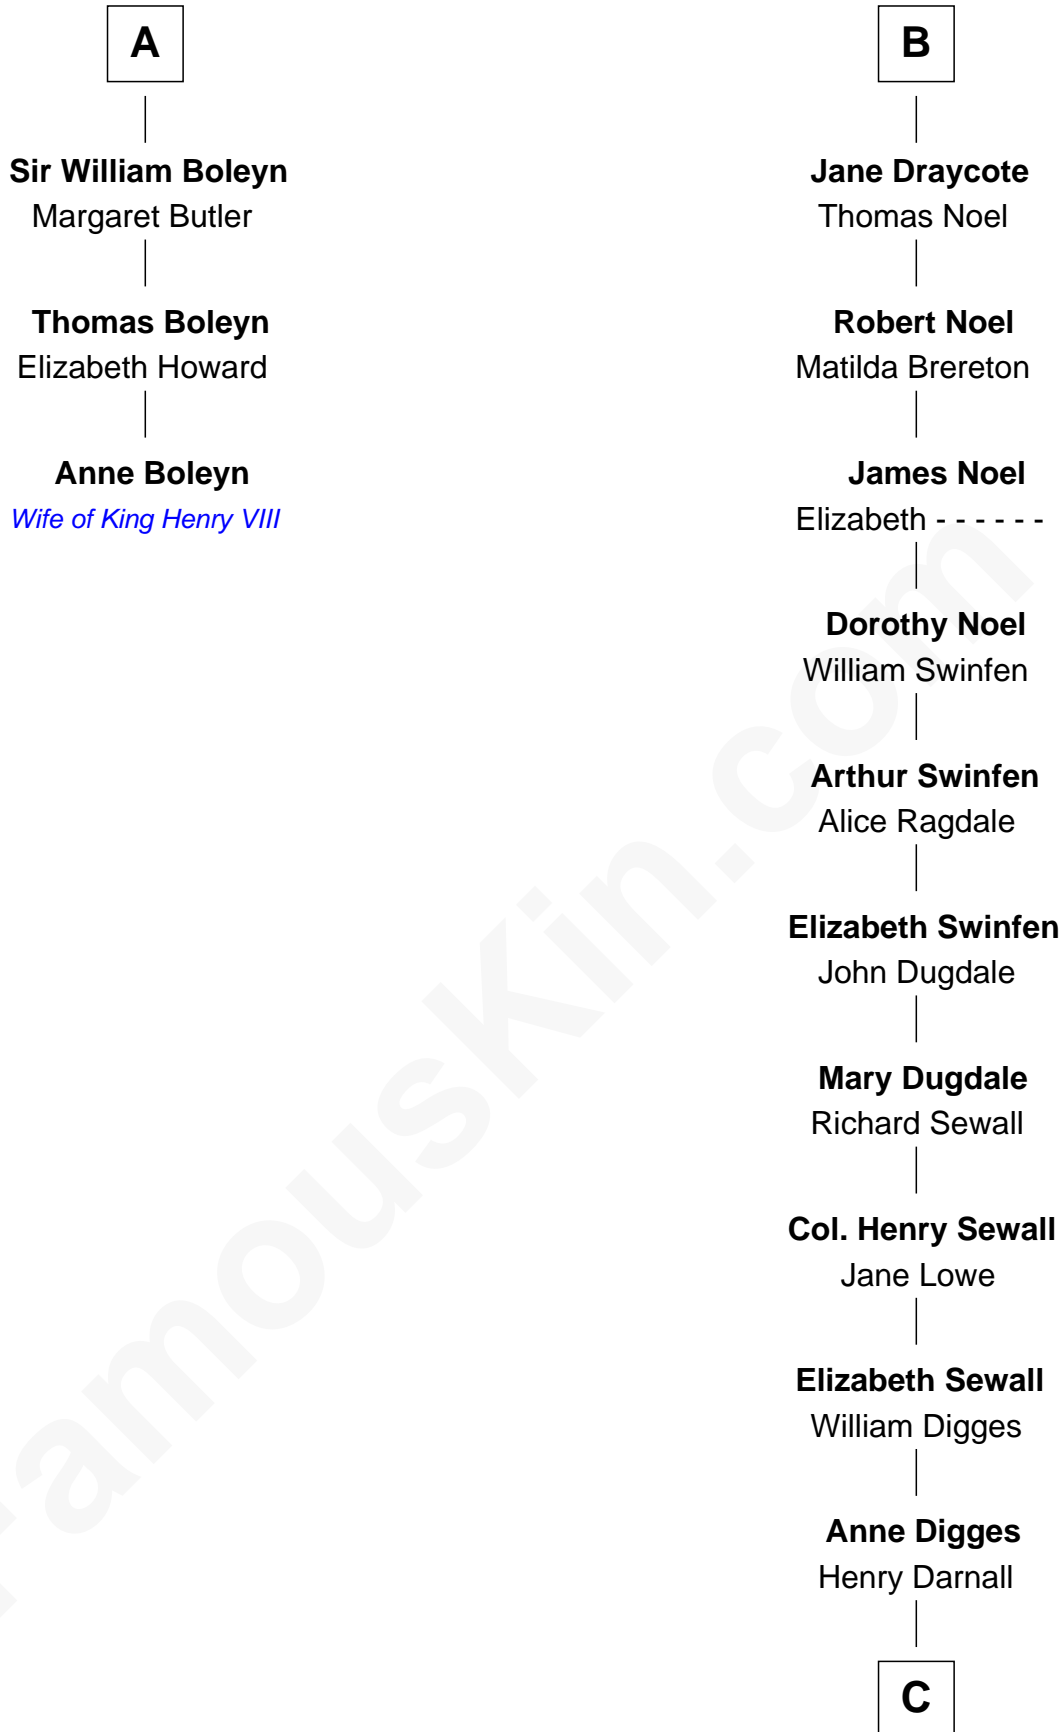 A
Sir William Boleyn
Margaret Butler
Thomas Boleyn
Elizabeth Howard
Anne Boleyn
Wife of King Henry VIII
B
Jane Draycote
Thomas Noel
Robert Noel
Matilda Brereton
James Noel
Elizabeth - - - - - -
Dorothy Noel
William Swinfen
Arthur Swinfen
Alice Ragdale
Elizabeth Swinfen
John Dugdale
Mary Dugdale
Richard Sewall
Col. Henry Sewall
Jane Lowe
Elizabeth Sewall
William Digges
Anne Digges
Henry Darnall
C
FamousKin.com